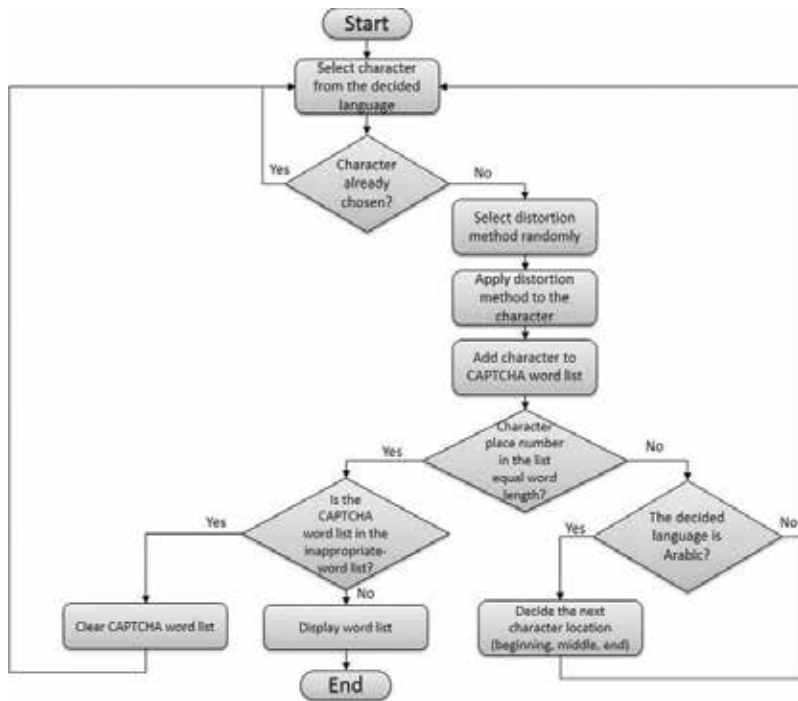 Start
Select character
from the decided
language
Yes
Character
already
chosen?
No
Select distortion
method randomly
Apply distortion
method to the
character
Add character to
CAPTCHA word list
Yes
Character
place number
in the list
equal word
length?
No
Yes
Is the
CAPTCHA
word list in the
inappropriate-
word list?
Yes
The decided
language is
Arabic?
No
No
Clear CAPTCHA word list
Display word list
Decide the next
character location
(beginning, middle, end)
End